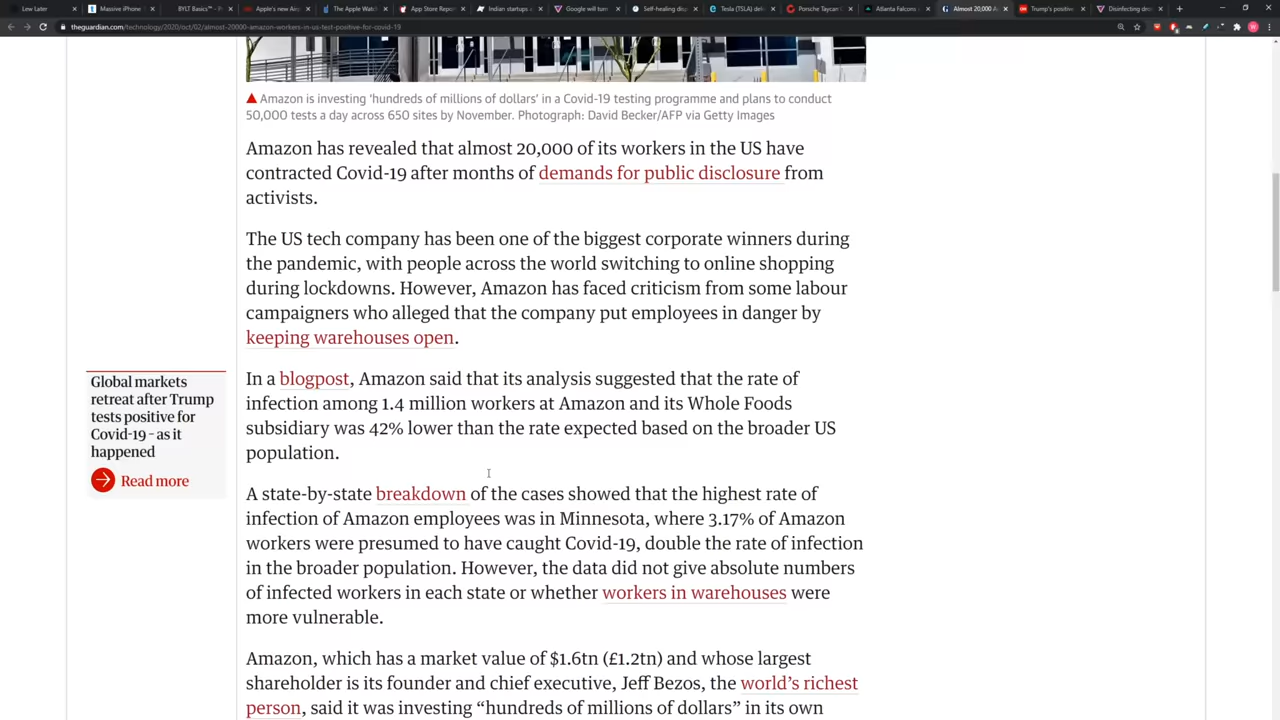 Low Later
Massive iPhone
BYLT Basics™ –
Apple's new Air
The Apple Wat
App Store Repo
Indian startups
Google will tur
Self-healing disp
Tesla (TSLA) deli
Porsche Taycan
Atlanta Falcons
Almost 20,000 A
Trump's positive
Disinfecting dro
theguardian.com/technology/2020/oct/02/almost-20000-amazon-workers-in-us-test-positive-for-covid-19
Amazon is investing ‘hundreds of millions of dollars’ in a Covid-19 testing programme and plans to conduct
50,000 tests a day across 650 sites by November. Photograph: David Becker/AFP via Getty Images
Amazon has revealed that almost 20,000 of its workers in the US have
contracted Covid-19 after months of demands for public disclosure from
activists.
The US tech company has been one of the biggest corporate winners during
the pandemic, with people across the world switching to online shopping
during lockdowns. However, Amazon has faced criticism from some labour
campaigners who alleged that the company put employees in danger by
keeping warehouses open.
Global markets
retreat after Trump
tests positive for
Covid-19 – as it
happened
Read more
In a blogpost, Amazon said that its analysis suggested that the rate of
infection among 1.4 million workers at Amazon and its Whole Foods
subsidiary was 42% lower than the rate expected based on the broader US
population.
A state-by-state breakdown of the cases showed that the highest rate of
infection of Amazon employees was in Minnesota, where 3.17% of Amazon
workers were presumed to have caught Covid-19, double the rate of infection
in the broader population. However, the data did not give absolute numbers
of infected workers in each state or whether workers in warehouses were
more vulnerable.
Amazon, which has a market value of $1.6tn (£1.2tn) and whose largest
shareholder is its founder and chief executive, Jeff Bezos, the world’s richest
person, said it was investing “hundreds of millions of dollars” in its own